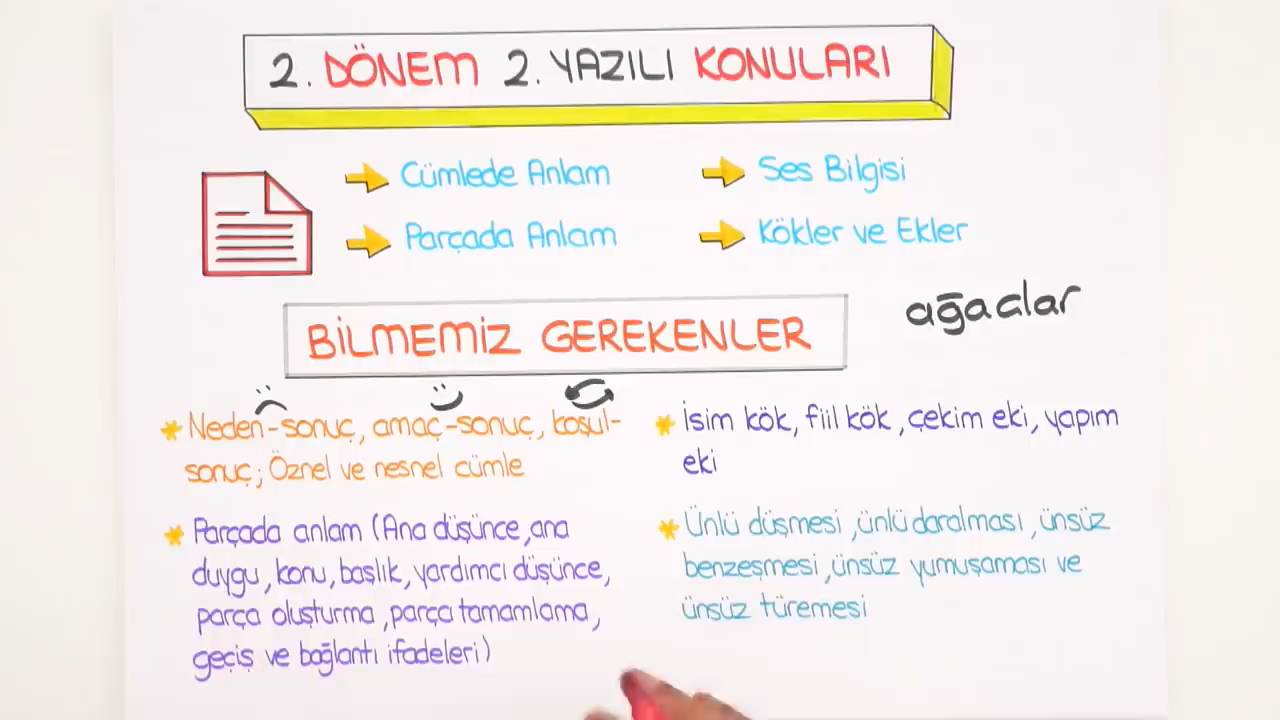 2. DÖNEM 2. YAZILI KONULARI
Cümlede Anlam
Ses Bilgisi
Parçada Anlam
Kökler ve Ekler
ağaclar
BİLMEMİZ GEREKENLER
Neden-sonuç, amaç-sonuç, koşul-
sonuç; Öznel ve nesnel cümle
İsim kök, fiil kök, çekim eki, yapım
eki
Parçada anlam (Ana düşünce, ana
duygu, konu, başlık, yardımcı düşünce,
parça oluşturma, parça tamamlama,
geçiş ve bağlantı ifadeleri)
Ünlü düşmesi, ünlü daralması, ünsüz
benzeşmesi, ünsüz yumuşaması ve
ünsüz türemesi